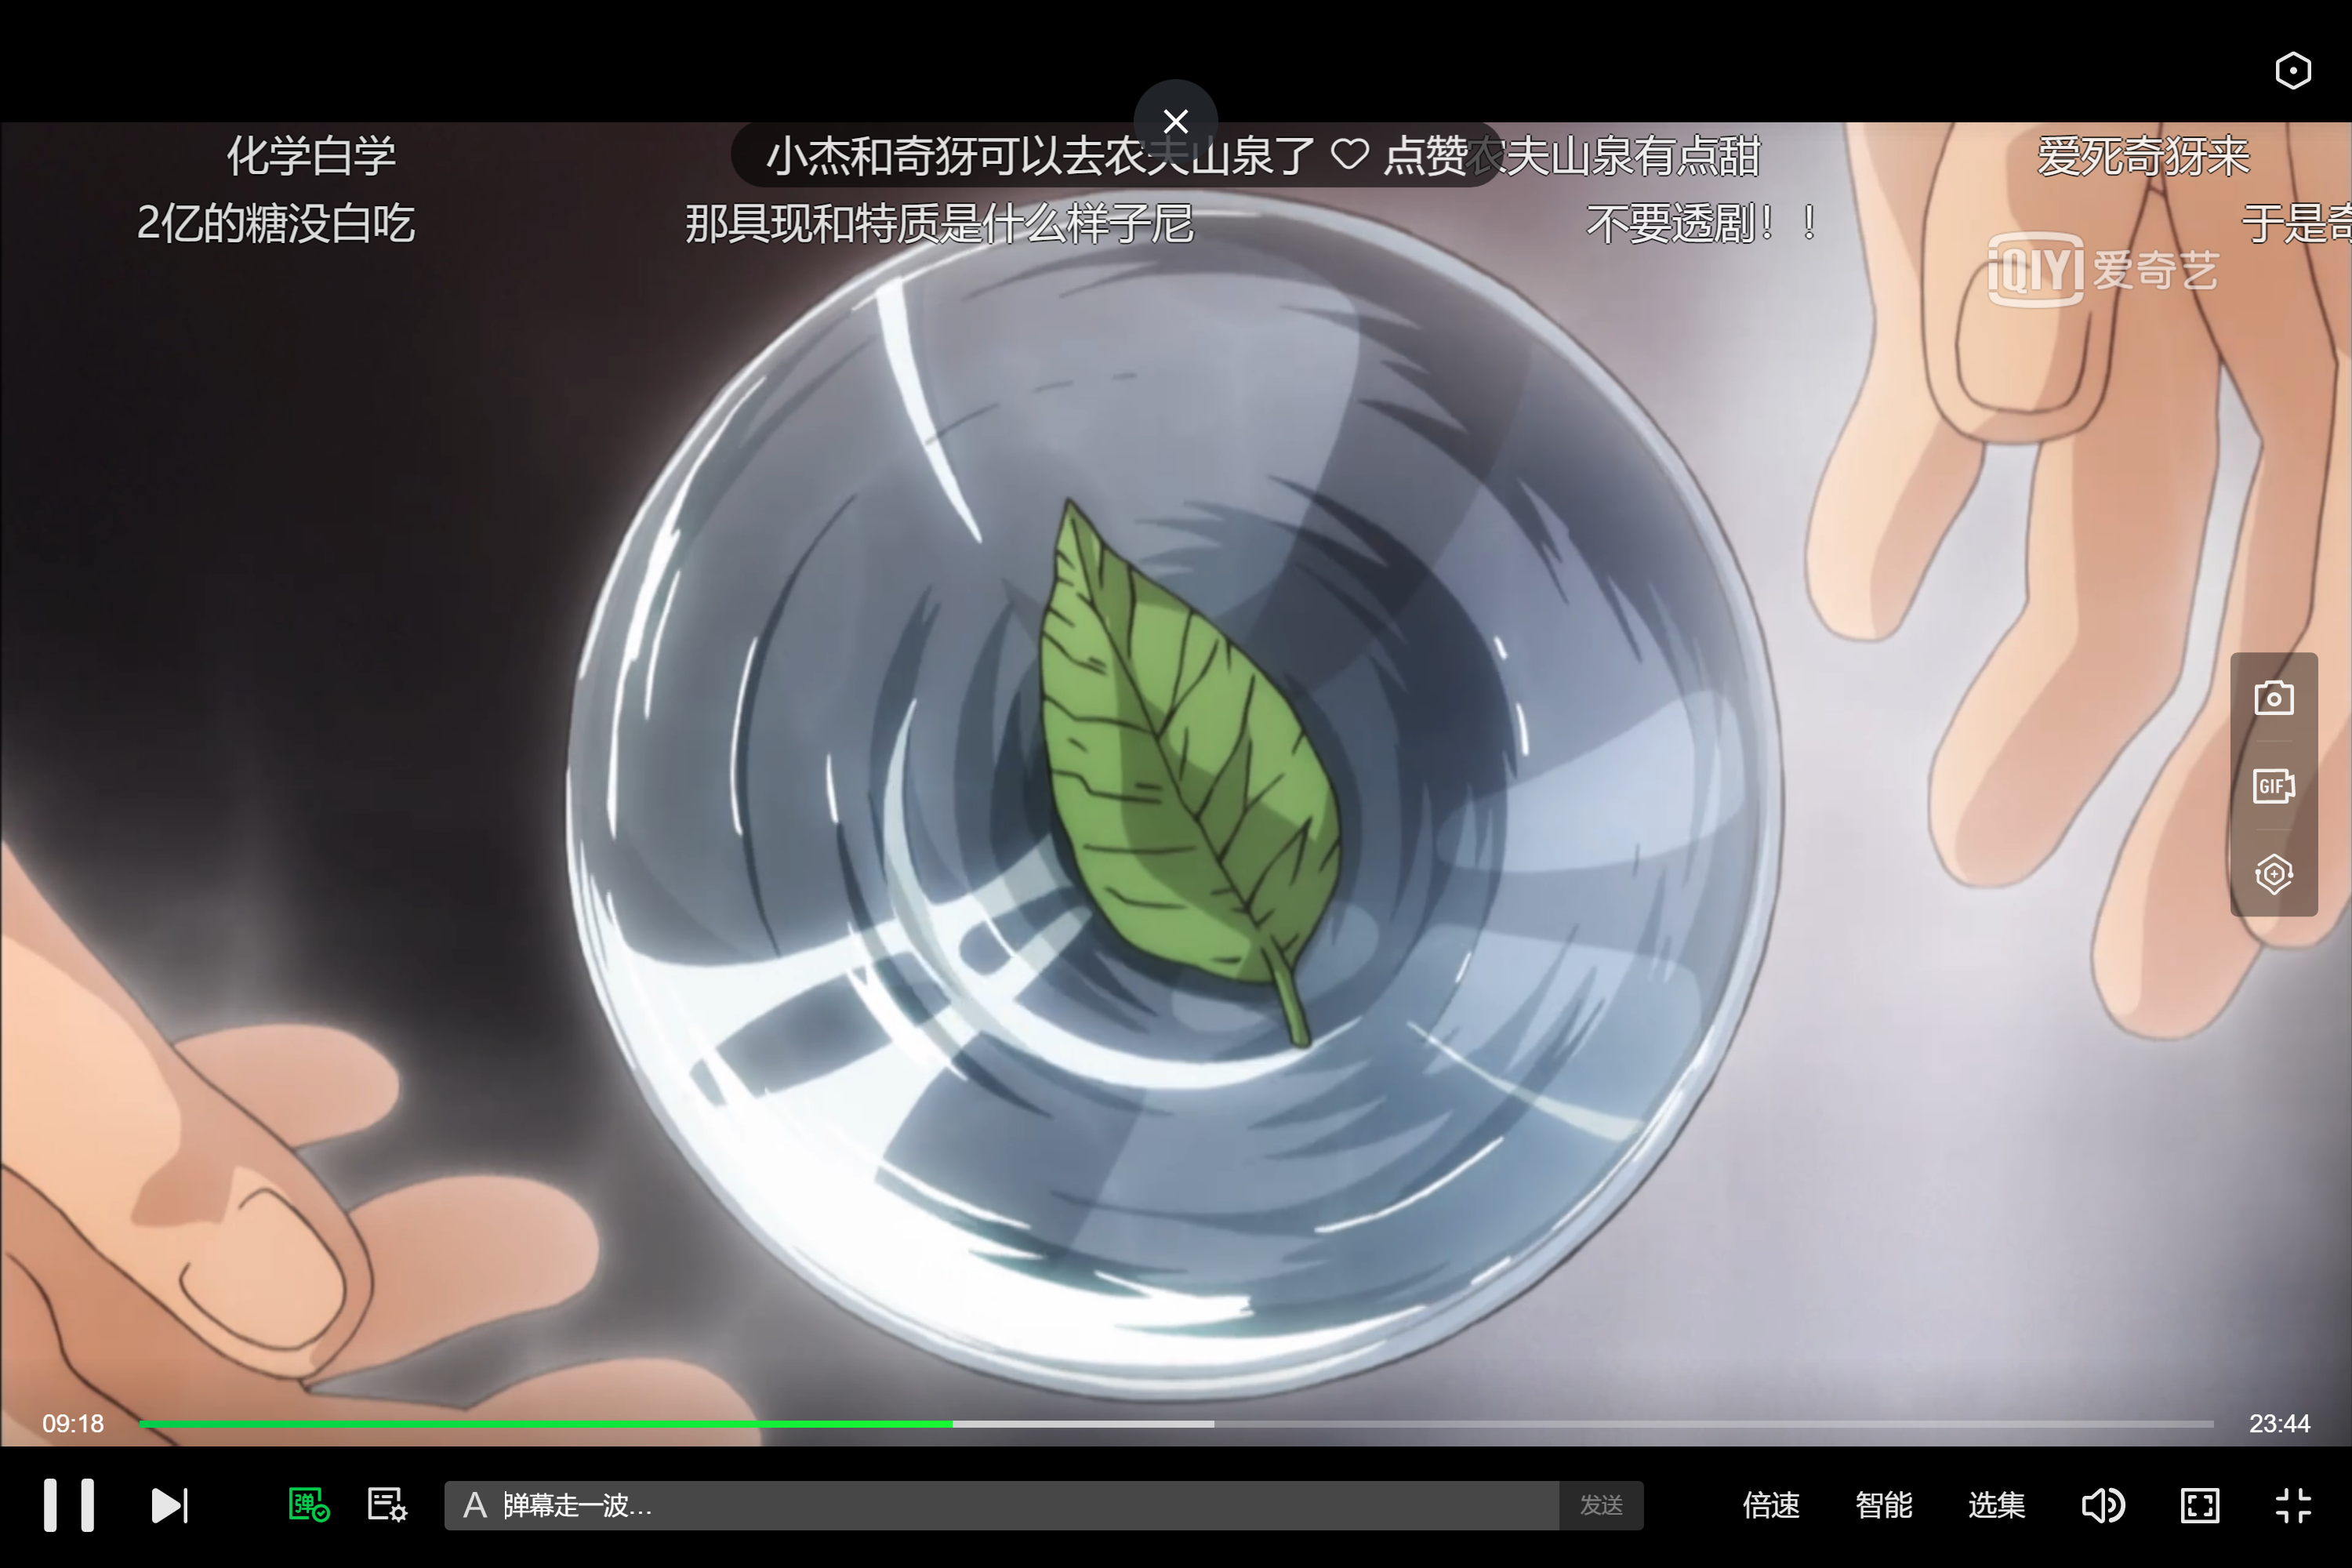 化学白学
小杰和奇犽可以去农夫山泉了 点赞
农夫山泉有点甜
爱死奇犽来
2亿的糖没白吃
那具现和特质是什么样子尼
不要透剧！！
于是奇
iQIYI 爱奇艺
GIF
09:18
23:44
弹
A 弹幕走一波...
发送
倍速
智能
选集